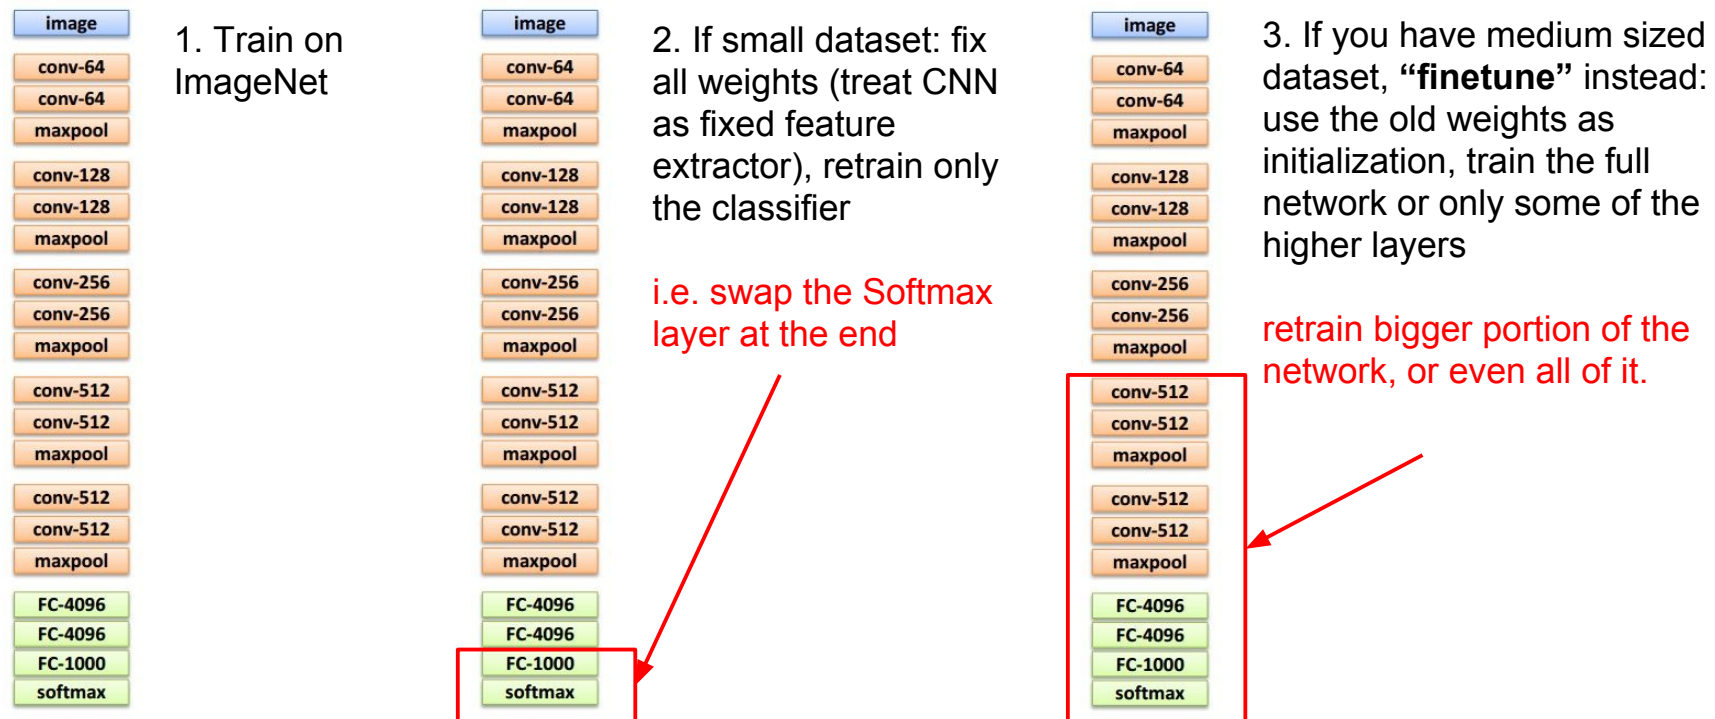 image
conv-64
conv-64
maxpool
conv-128
conv-128
maxpool
conv-256
conv-256
maxpool
conv-512
conv-512
maxpool
conv-512
conv-512
maxpool
FC-4096
FC-4096
FC-1000
softmax
1. Train on
ImageNet
image
conv-64
conv-64
maxpool
conv-128
conv-128
maxpool
conv-256
conv-256
maxpool
conv-512
conv-512
maxpool
conv-512
conv-512
maxpool
FC-4096
FC-4096
FC-1000
softmax
2. If small dataset: fix
all weights (treat CNN
as fixed feature
extractor), retrain only
the classifier
i.e. swap the Softmax
layer at the end
image
conv-64
conv-64
maxpool
conv-128
conv-128
maxpool
conv-256
conv-256
maxpool
conv-512
conv-512
maxpool
conv-512
conv-512
maxpool
FC-4096
FC-4096
FC-1000
softmax
3. If you have medium sized
dataset, “finetune” instead:
use the old weights as
initialization, train the full
network or only some of the
higher layers
retrain bigger portion of the
network, or even all of it.